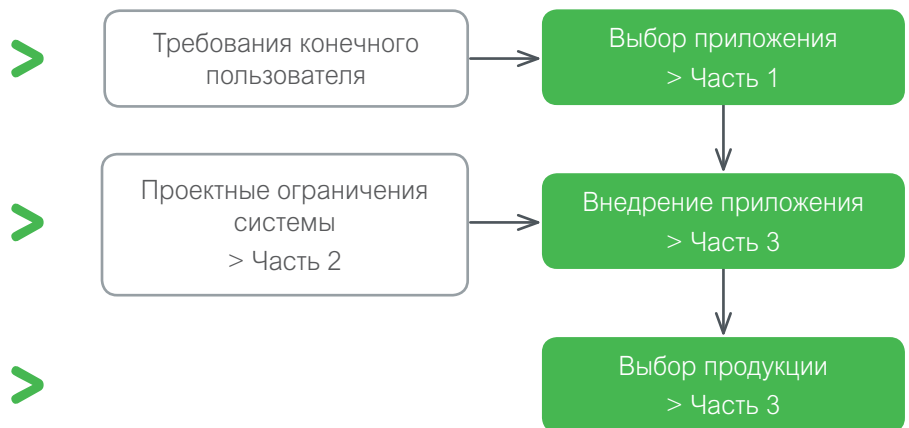 Требования конечного
пользователя
Выбор приложения
> Часть 1
Проектные ограничения
системы
> Часть 2
Внедрение приложения
> Часть 3
Выбор продукции
> Часть 3